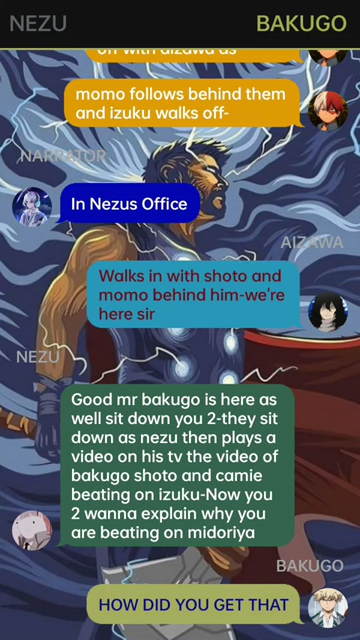 NEZU
BAKUGO
off with aizawa as
momo follows behind them
and izuku walks off-
NARRATOR
In Nezus Office
AIZAWA
Walks in with shoto and
momo behind him-we're
here sir
NEZU
Good mr bakugo is here as
well sit down you 2-they sit
down as nezu then plays a
video on his tv the video of
bakugo shoto and camie
beating on izuku-Now you
2 wanna explain why you
are beating on midoriya
BAKUGO
HOW DID YOU GET THAT